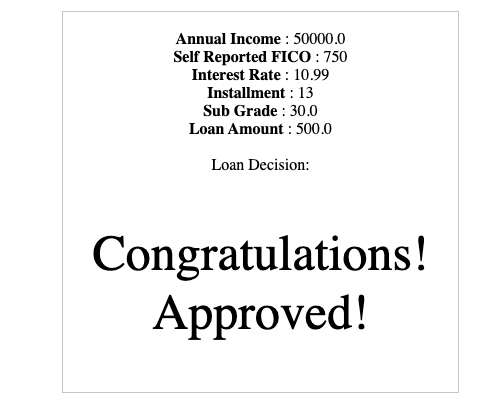 Annual Income : 50000.0
Self Reported FICO : 750
Interest Rate : 10.99
Installment : 13
Sub Grade : 30.0
Loan Amount : 500.0
Loan Decision:
Congratulations!
Approved!